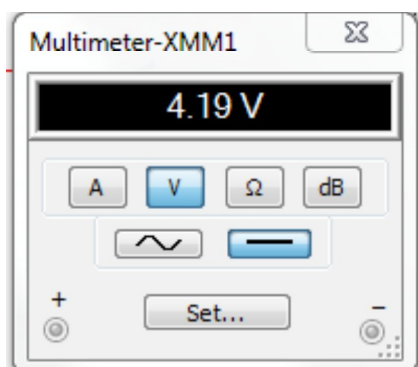 Multimeter-XMM1
4.19 V
A V Ω dB
+ –
Set...